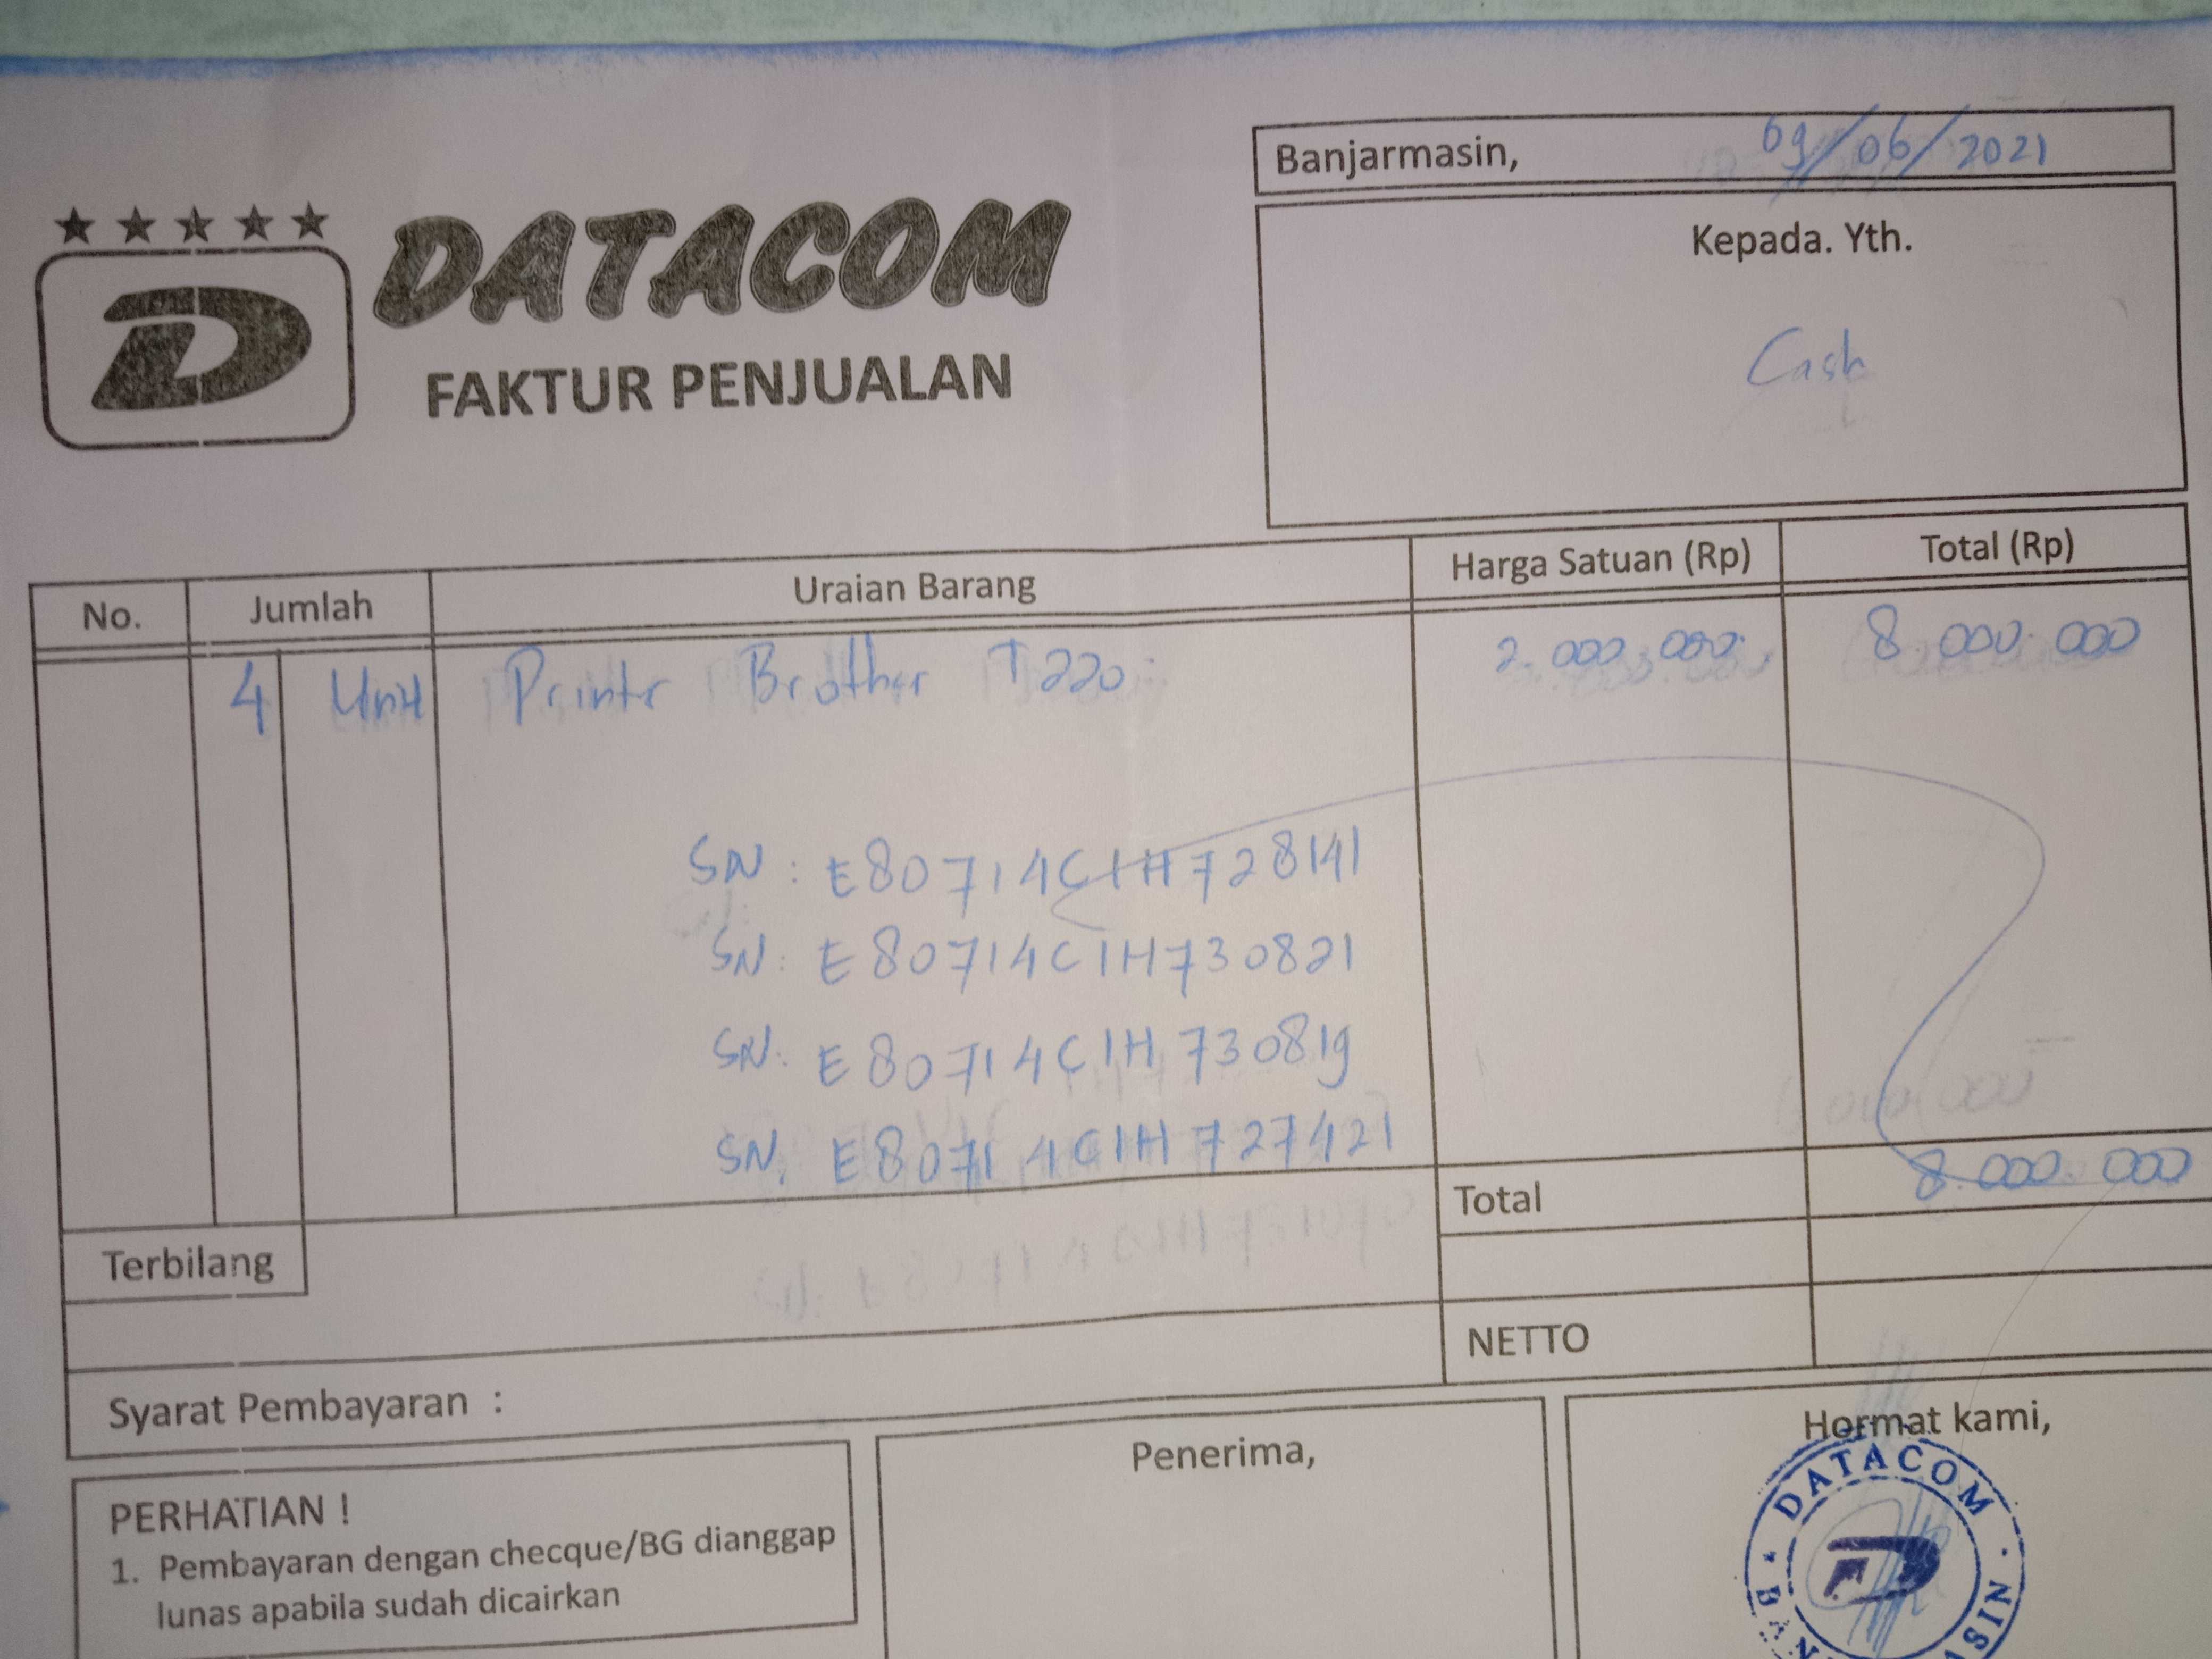 Banjarmasin, 09/06/2021
DATACOM
FAKTUR PENJUALAN
Kepada. Yth.
Cash
No. Jumlah Uraian Barang Harga Satuan (Rp) Total (Rp)
4 Unit Printr Brother T220 2.000.000 8.000.000
SN: E80714C1H728141
SN: E80714C1H730821
SN: E80714C1H730819
SN: E80714C1H727421
Total 8.000.000
Terbilang
NETTO
Syarat Pembayaran :
PERHATIAN !
1. Pembayaran dengan checque/BG dianggap
lunas apabila sudah dicairkan
Penerima,
Hormat kami,
DATACOM